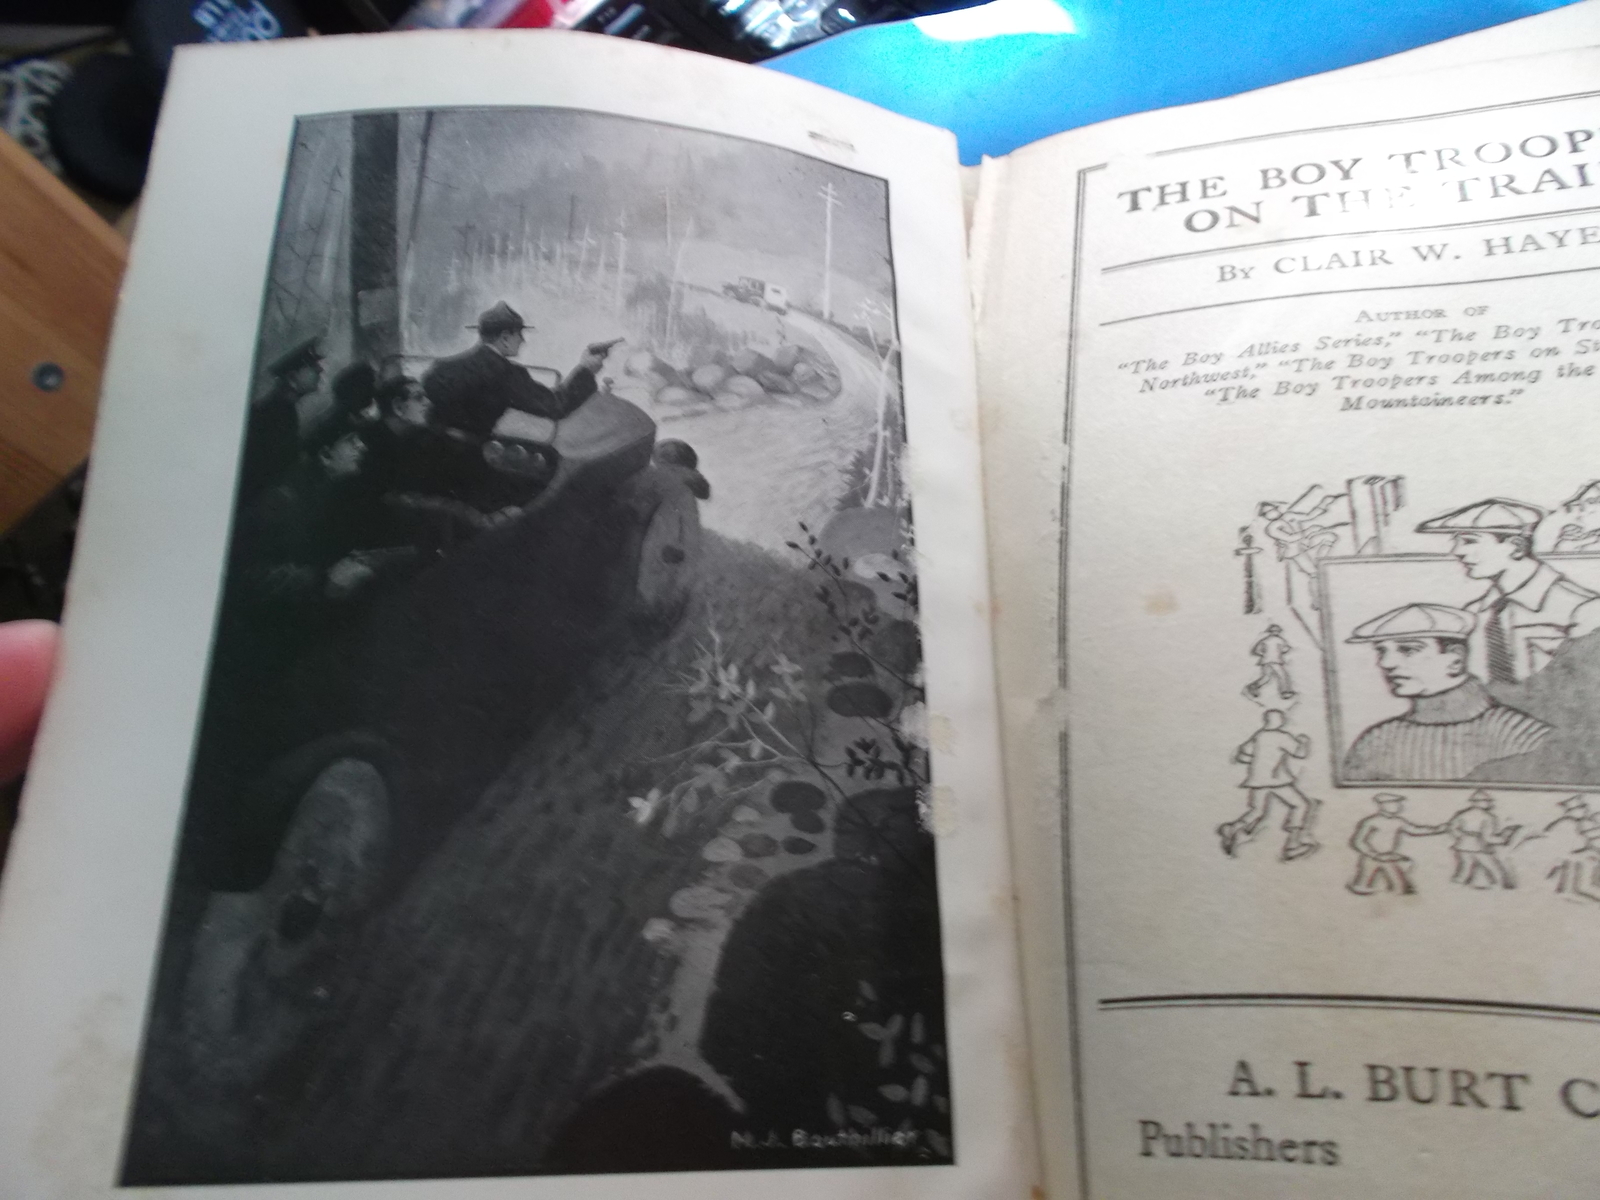 N. J. Bouthillier
THE BOY TROOP
ON THE TRAI
By CLAIR W. HAYE
AUTHOR OF
"The Boy Allies Series," "The Boy Tro
Northwest," "The Boy Troopers on St
"The Boy Troopers Among the
Mountaineers."
A. L. BURT C
Publishers